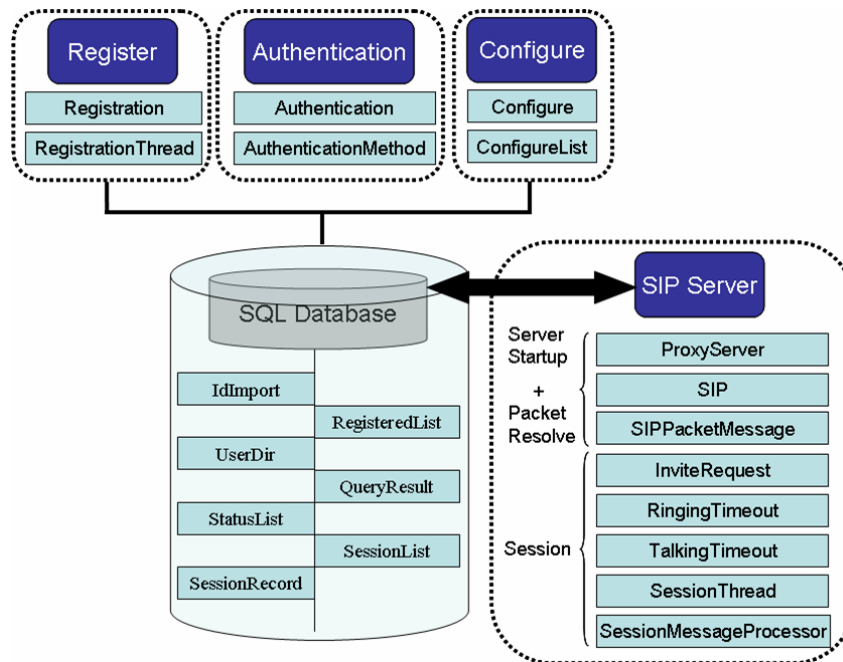 Register
Registration
RegistrationThread
Authentication
Authentication
AuthenticationMethod
Configure
Configure
ConfigureList
SQL Database
IdImport
RegisteredList
UserDir
QueryResult
StatusList
SessionList
SessionRecord
SIP Server
Server
Startup
+
Packet
Resolve
ProxyServer
SIP
SIPPacketMessage
Session
InviteRequest
RingingTimeout
TalkingTimeout
SessionThread
SessionMessageProcessor